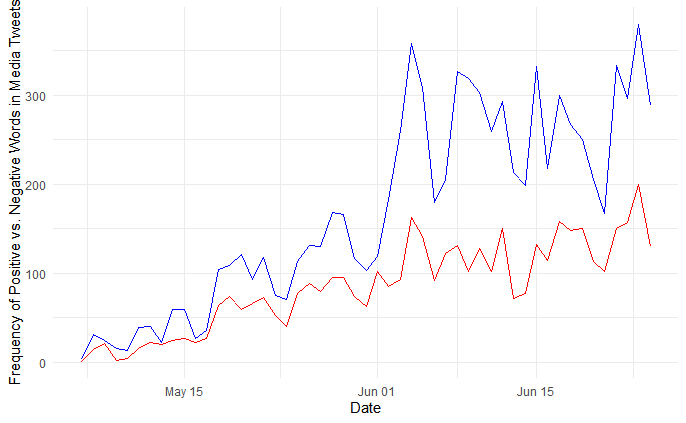 Frequency of Positive vs. Negative Words in Media Tweets
300
200
100
0
May 15
Jun 01
Jun 15
Date